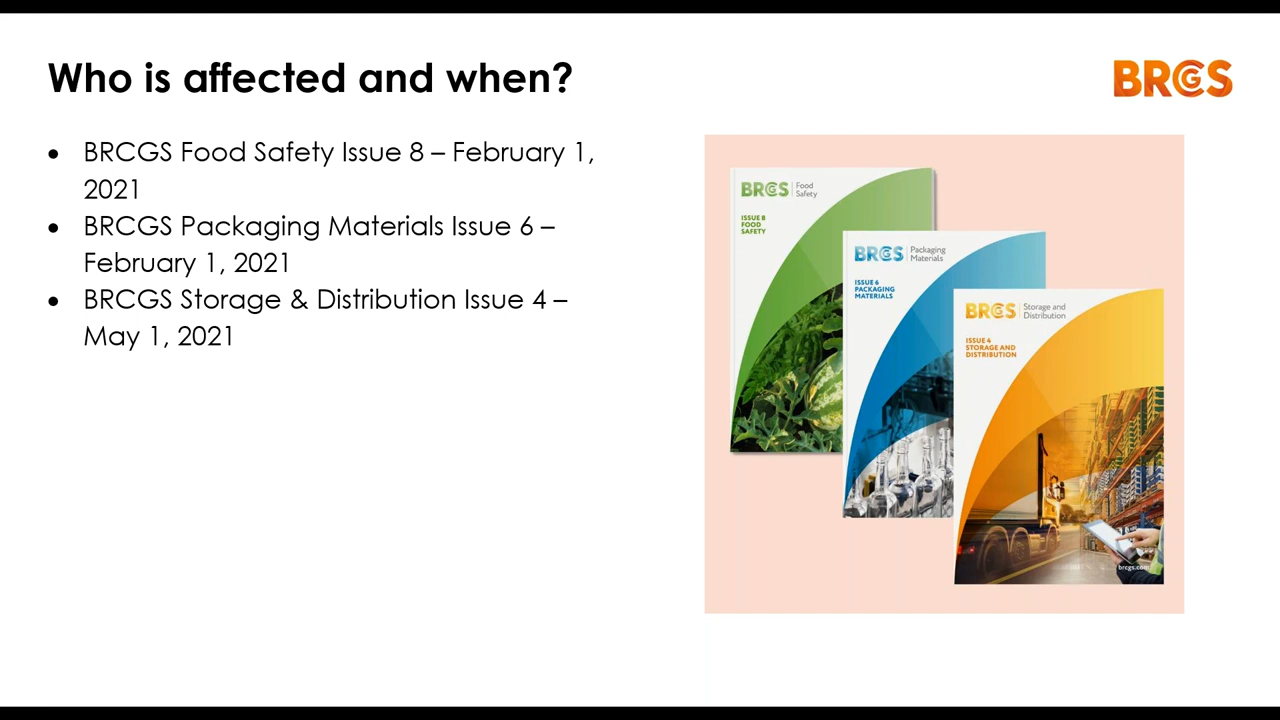 Who is affected and when?
BRCGS
• BRCGS Food Safety Issue 8 – February 1,
2021
• BRCGS Packaging Materials Issue 6 –
February 1, 2021
• BRCGS Storage & Distribution Issue 4 –
May 1, 2021
BRCGS Food
Safety
ISSUE 8
FOOD
SAFETY
BRCGS Packaging
Materials
ISSUE 6
PACKAGING
MATERIALS
BRCGS Storage and
Distribution
ISSUE 4
STORAGE AND
DISTRIBUTION
brcgs.com